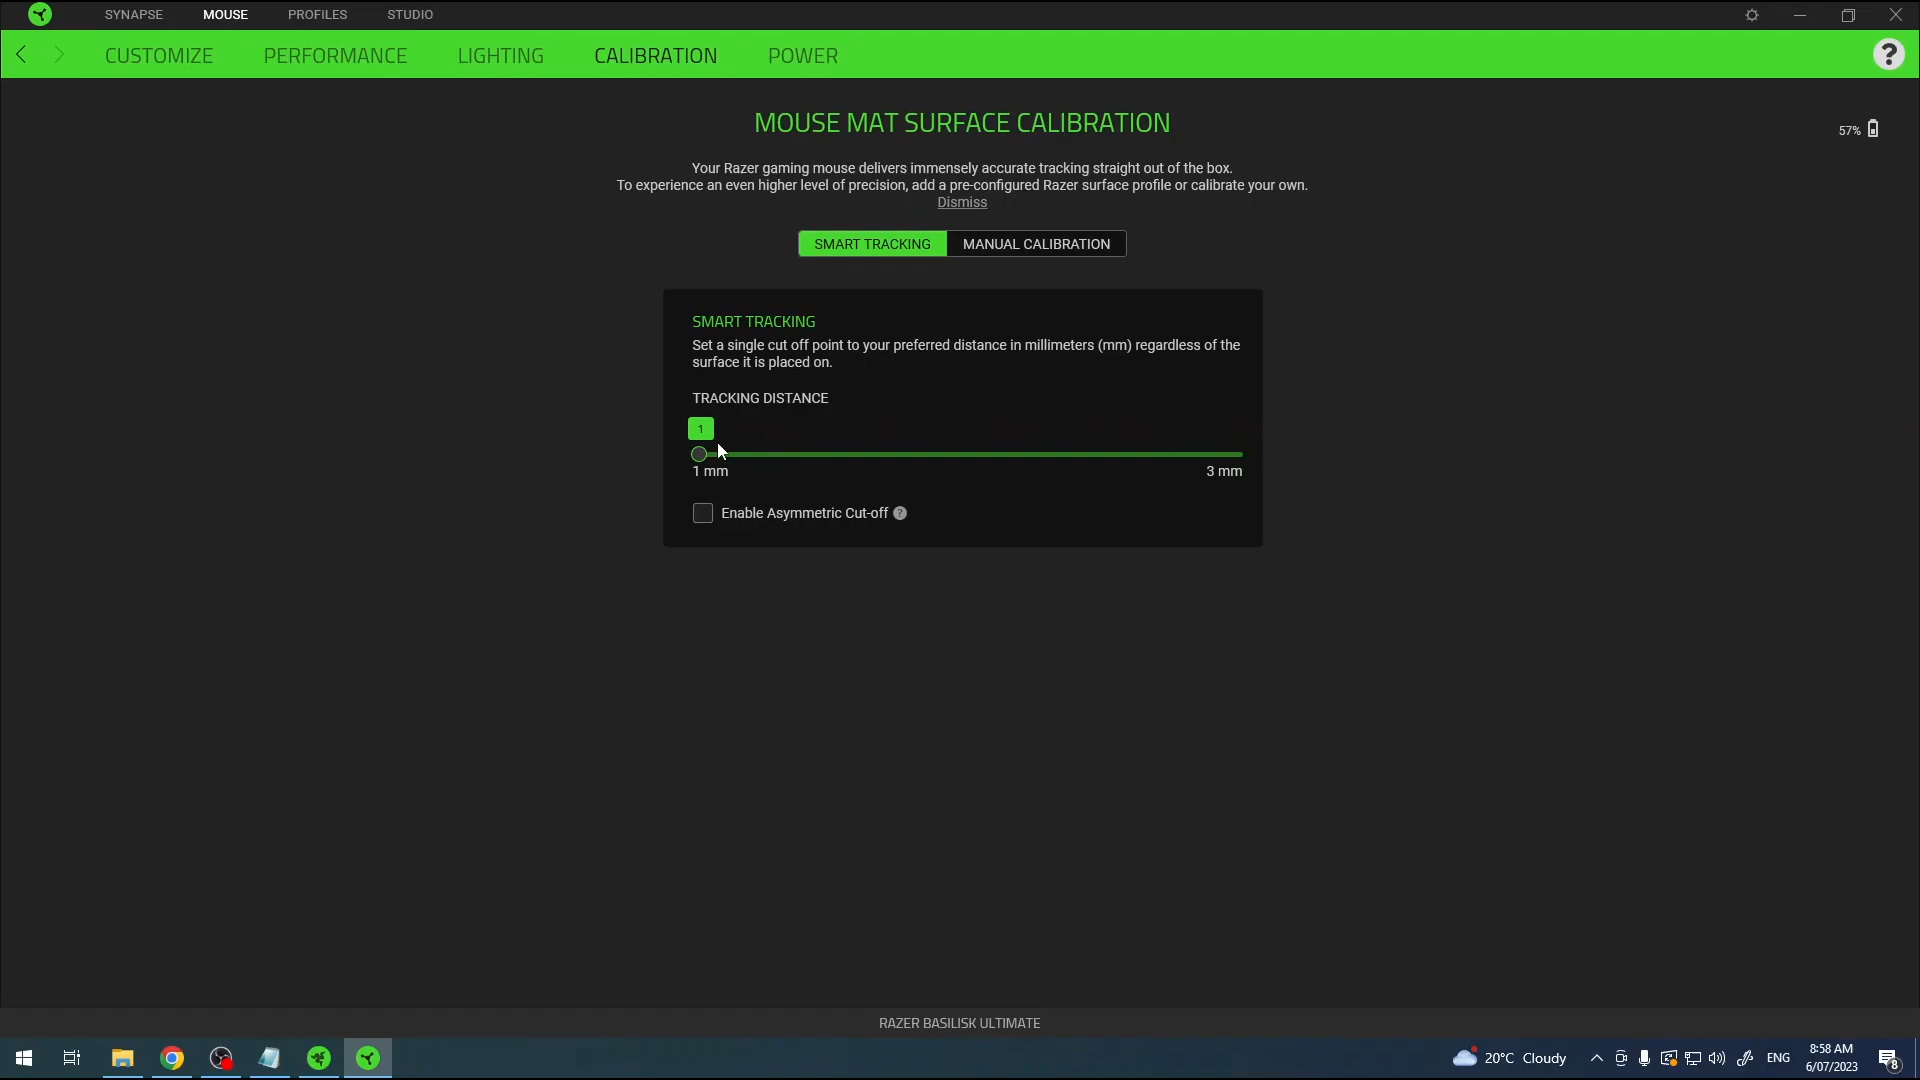 SYNAPSE MOUSE PROFILES STUDIO
CUSTOMIZE PERFORMANCE LIGHTING CALIBRATION POWER ?
MOUSE MAT SURFACE CALIBRATION
57%
Your Razer gaming mouse delivers immensely accurate tracking straight out of the box.
To experience an even higher level of precision, add a pre-configured Razer surface profile or calibrate your own.
Dismiss
SMART TRACKING MANUAL CALIBRATION
SMART TRACKING
Set a single cut off point to your preferred distance in millimeters (mm) regardless of the
surface it is placed on.
TRACKING DISTANCE
1
1 mm 3 mm
Enable Asymmetric Cut-off ?
RAZER BASILISK ULTIMATE
20°C Cloudy ENG
8:58 AM
6/07/2023
8